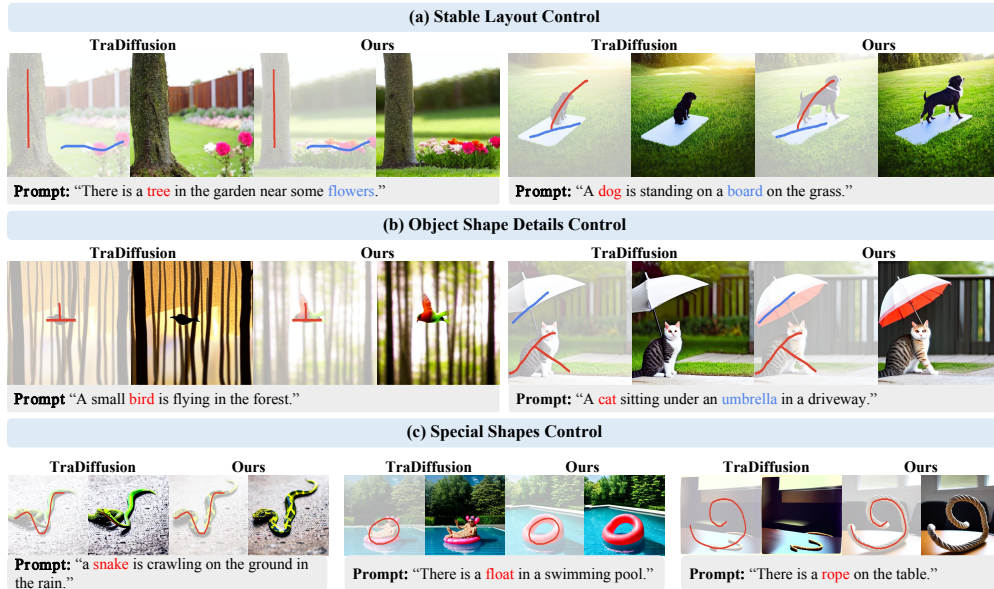 (a) Stable Layout Control
TraDiffusion Ours TraDiffusion Ours
Prompt: “There is a tree in the garden near some flowers.”
Prompt: “A dog is standing on a board on the grass.”
(b) Object Shape Details Control
TraDiffusion Ours TraDiffusion Ours
Prompt “A small bird is flying in the forest.”
Prompt: “A cat sitting under an umbrella in a driveway.”
(c) Special Shapes Control
TraDiffusion Ours TraDiffusion Ours TraDiffusion Ours
Prompt: “a snake is crawling on the ground in
the rain.”
Prompt: “There is a float in a swimming pool.”
Prompt: “There is a rope on the table.”